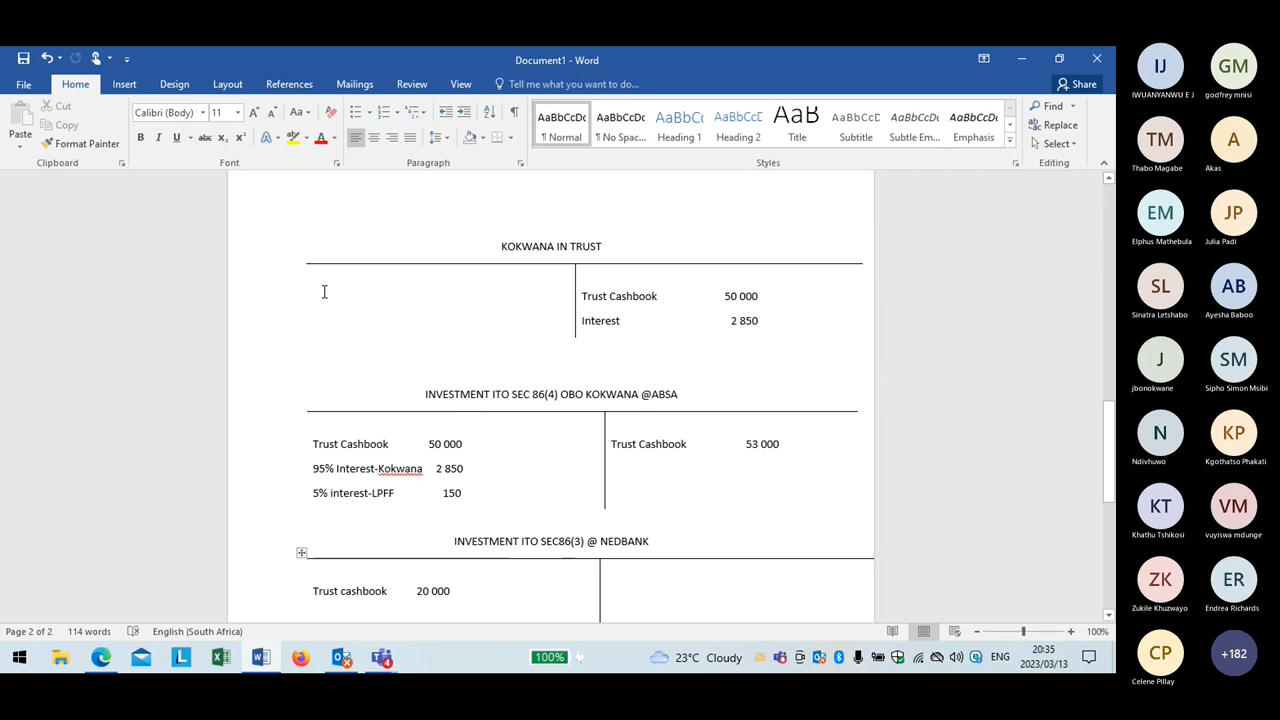 Document1 - Word
File Home Insert Design Layout References Mailings Review View Tell me what you want to do... Share
Paste Cut Copy Format Painter Clipboard
Calibri (Body) 11 Aa B I U abc X₂ X² A Font
Paragraph
AaBbCcDc ¶ Normal AaBbCcDc ¶ No Spac... AaBbCc Heading 1 AaBbCcD Heading 2 AaB Title AaBbCcD Subtitle AaBbCcDc Subtle Em... AaBbCcDc Emphasis Styles
Find Replace Select Editing
KOKWANA IN TRUST
Trust Cashbook 50 000
Interest 2 850
INVESTMENT ITO SEC 86(4) OBO KOKWANA @ABSA
Trust Cashbook 50 000 Trust Cashbook 53 000
95% Interest-Kokwana 2 850
5% interest-LPFF 150
INVESTMENT ITO SEC86(3) @ NEDBANK
Trust cashbook 20 000
Page 2 of 2 114 words English (South Africa) 100%
100% 23°C Cloudy ENG 20:35
2023/03/13
IJ GM
IWUANYANWU E J godfrey mnisi
TM A
Thabo Magabe Akas
EM JP
Elphus Mathebula Julia Padi
SL AB
Sinatra Letshabo Ayesha Baboo
J SM
jbonokwane Sipho Simon Msibi
N KP
Ndivhuwo Kgothatso Phakati
KT VM
Khathu Tshikosi vuyiswa mdunge
ZK ER
Zukile Khuzwayo Endrea Richards
CP +182
Celene Pillay